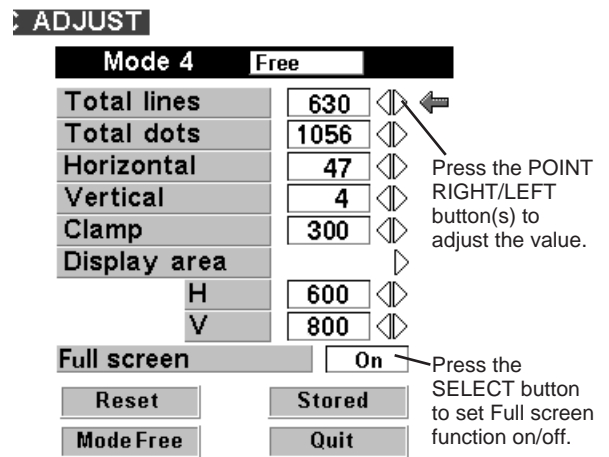 C ADJUST
Mode 4 Free
Total lines 630
Total dots 1056
Horizontal 47
Vertical 4
Clamp 300
Display area
H 600
V 800
Full screen On
Reset Stored
Mode Free Quit
Press the POINT
RIGHT/LEFT
button(s) to
adjust the value.
Press the
SELECT button
to set Full screen
function on/off.